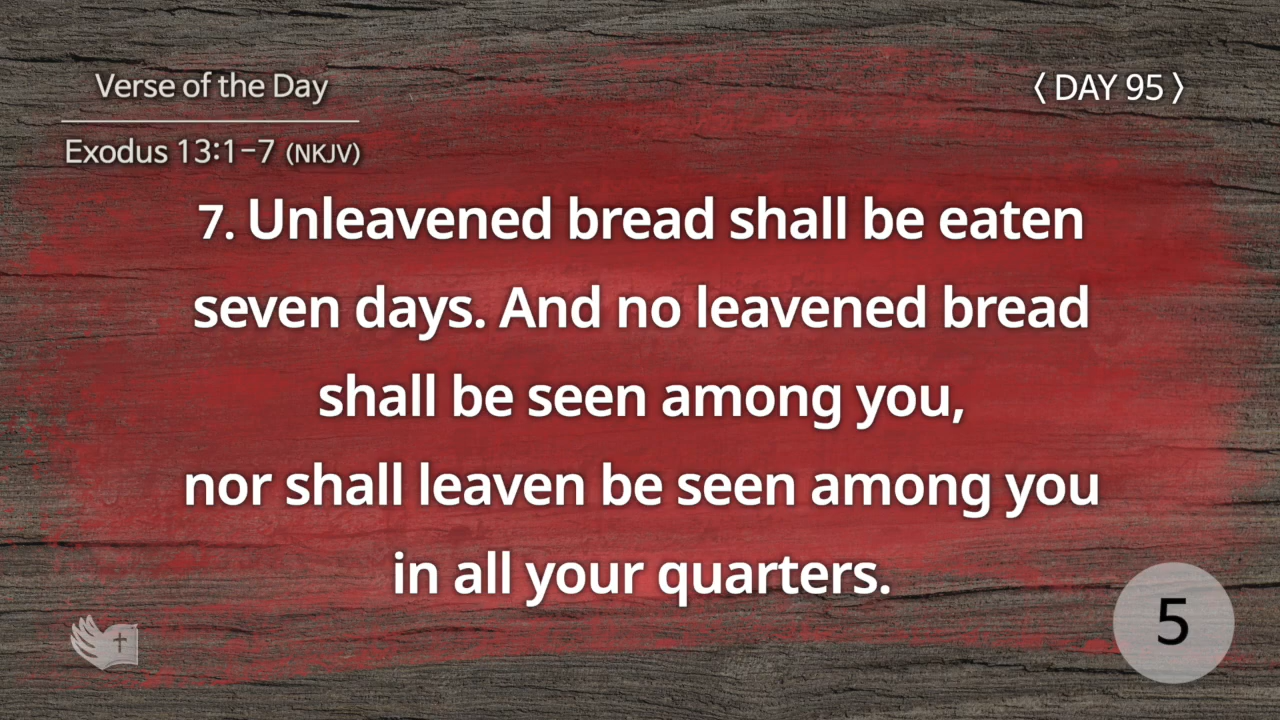 Verse of the Day
〈 DAY 95 〉
Exodus 13:1-7 (NKJV)
7. Unleavened bread shall be eaten
seven days. And no leavened bread
shall be seen among you,
nor shall leaven be seen among you
in all your quarters.
5